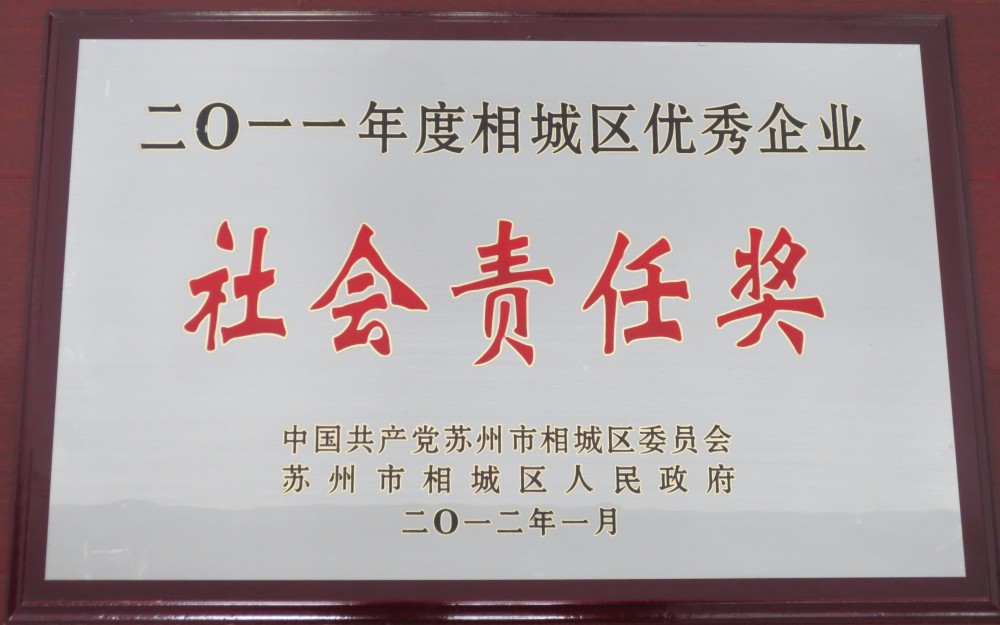 二〇一一年度相城区优秀企业
社会责任奖
中国共产党苏州市相城区委员会
苏州市相城区人民政府
二〇一二年一月